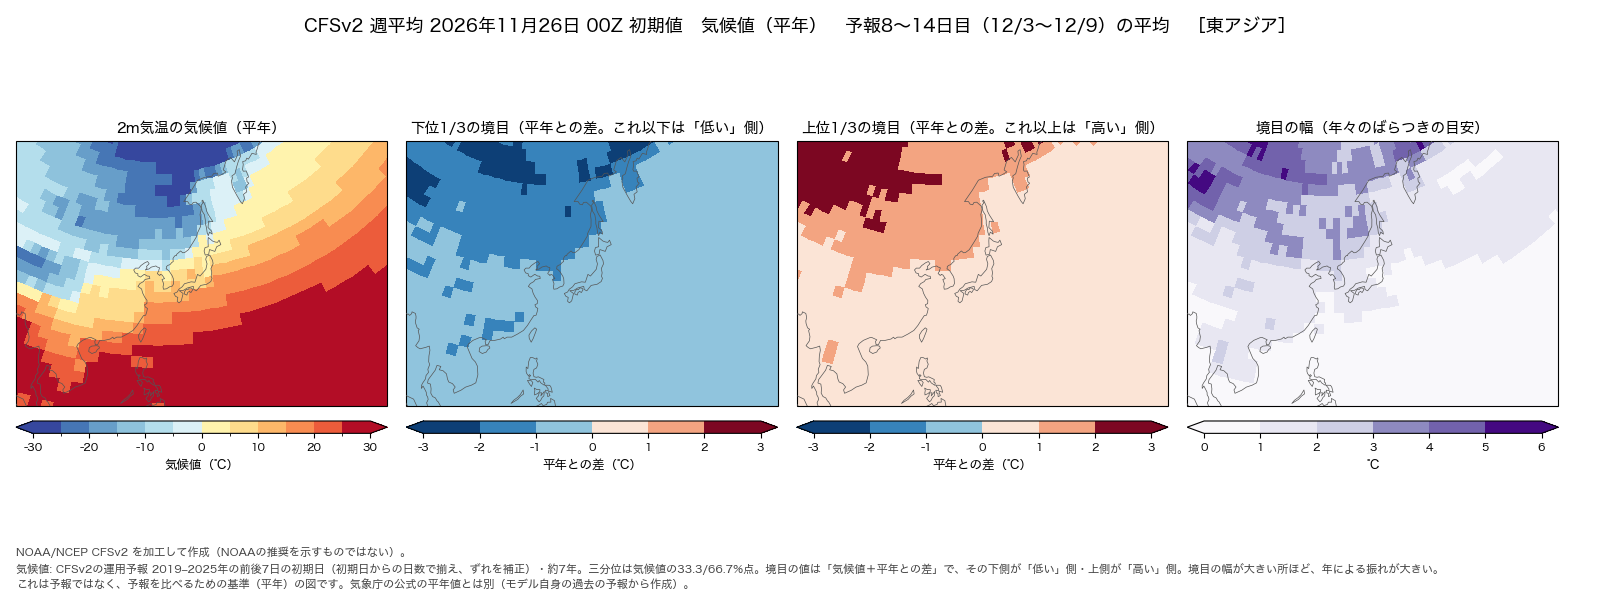 CFSv2 週平均 2026年11月26日 00Z 初期値　気候値（平年）　予報8〜14日目（12/3〜12/9）の平均　［東アジア］
2m気温の気候値（平年）
下位1/3の境目（平年との差。これ以下は「低い」側）
上位1/3の境目（平年との差。これ以上は「高い」側）
境目の幅（年々のばらつきの目安）
-30 -20 -10 0 10 20 30
気候値（℃）
-3 -2 -1 0 1 2 3
平年との差（℃）
-3 -2 -1 0 1 2 3
平年との差（℃）
0 1 2 3 4 5 6
℃
NOAA/NCEP CFSv2 を加工して作成（NOAAの推奨を示すものではない）。
気候値: CFSv2の運用予報 2019–2025年の前後7日の初期日（初期日からの日数で揃え、ずれを補正）・約7年。三分位は気候値の33.3/66.7%点。境目の値は「気候値＋平年との差」で、その下側が「低い」側・上側が「高い」側。境目の幅が大きい所ほど、年による振れが大きい。
これは予報ではなく、予報を比べるための基準（平年）の図です。気象庁の公式の平年値とは別（モデル自身の過去の予報から作成）。